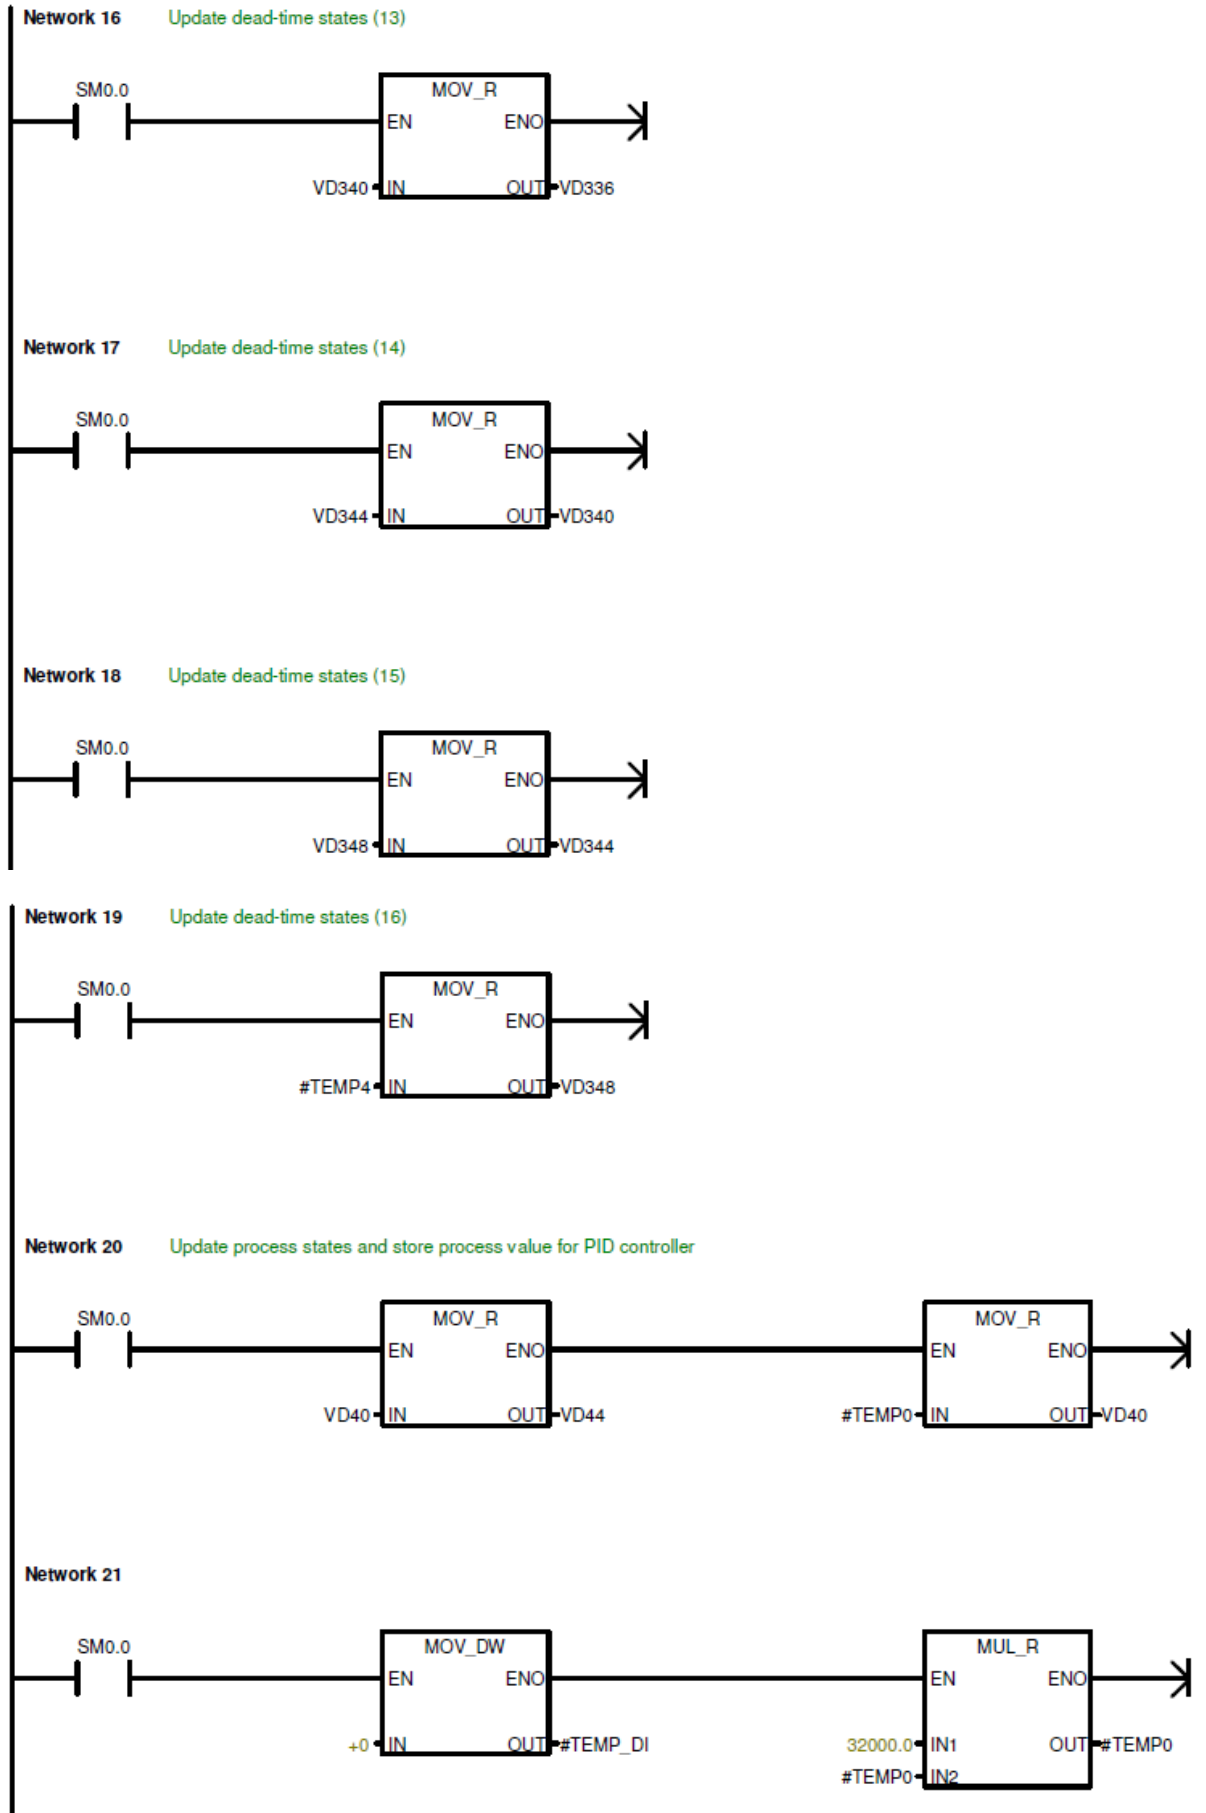 Network 16 Update dead-time states (13)
SM0.0
MOV_R
EN ENO
VD340 IN OUT VD336
Network 17 Update dead-time states (14)
SM0.0
MOV_R
EN ENO
VD344 IN OUT VD340
Network 18 Update dead-time states (15)
SM0.0
MOV_R
EN ENO
VD348 IN OUT VD344
Network 19 Update dead-time states (16)
SM0.0
MOV_R
EN ENO
#TEMP4 IN OUT VD348
Network 20 Update process states and store process value for PID controller
SM0.0
MOV_R MOV_R
EN ENO EN ENO
VD40 IN OUT VD44 #TEMP0 IN OUT VD40
Network 21
SM0.0
MOV_DW MUL_R
EN ENO EN ENO
+0 IN OUT #TEMP_DI 32000.0 IN1 OUT #TEMP0
#TEMP0 IN2